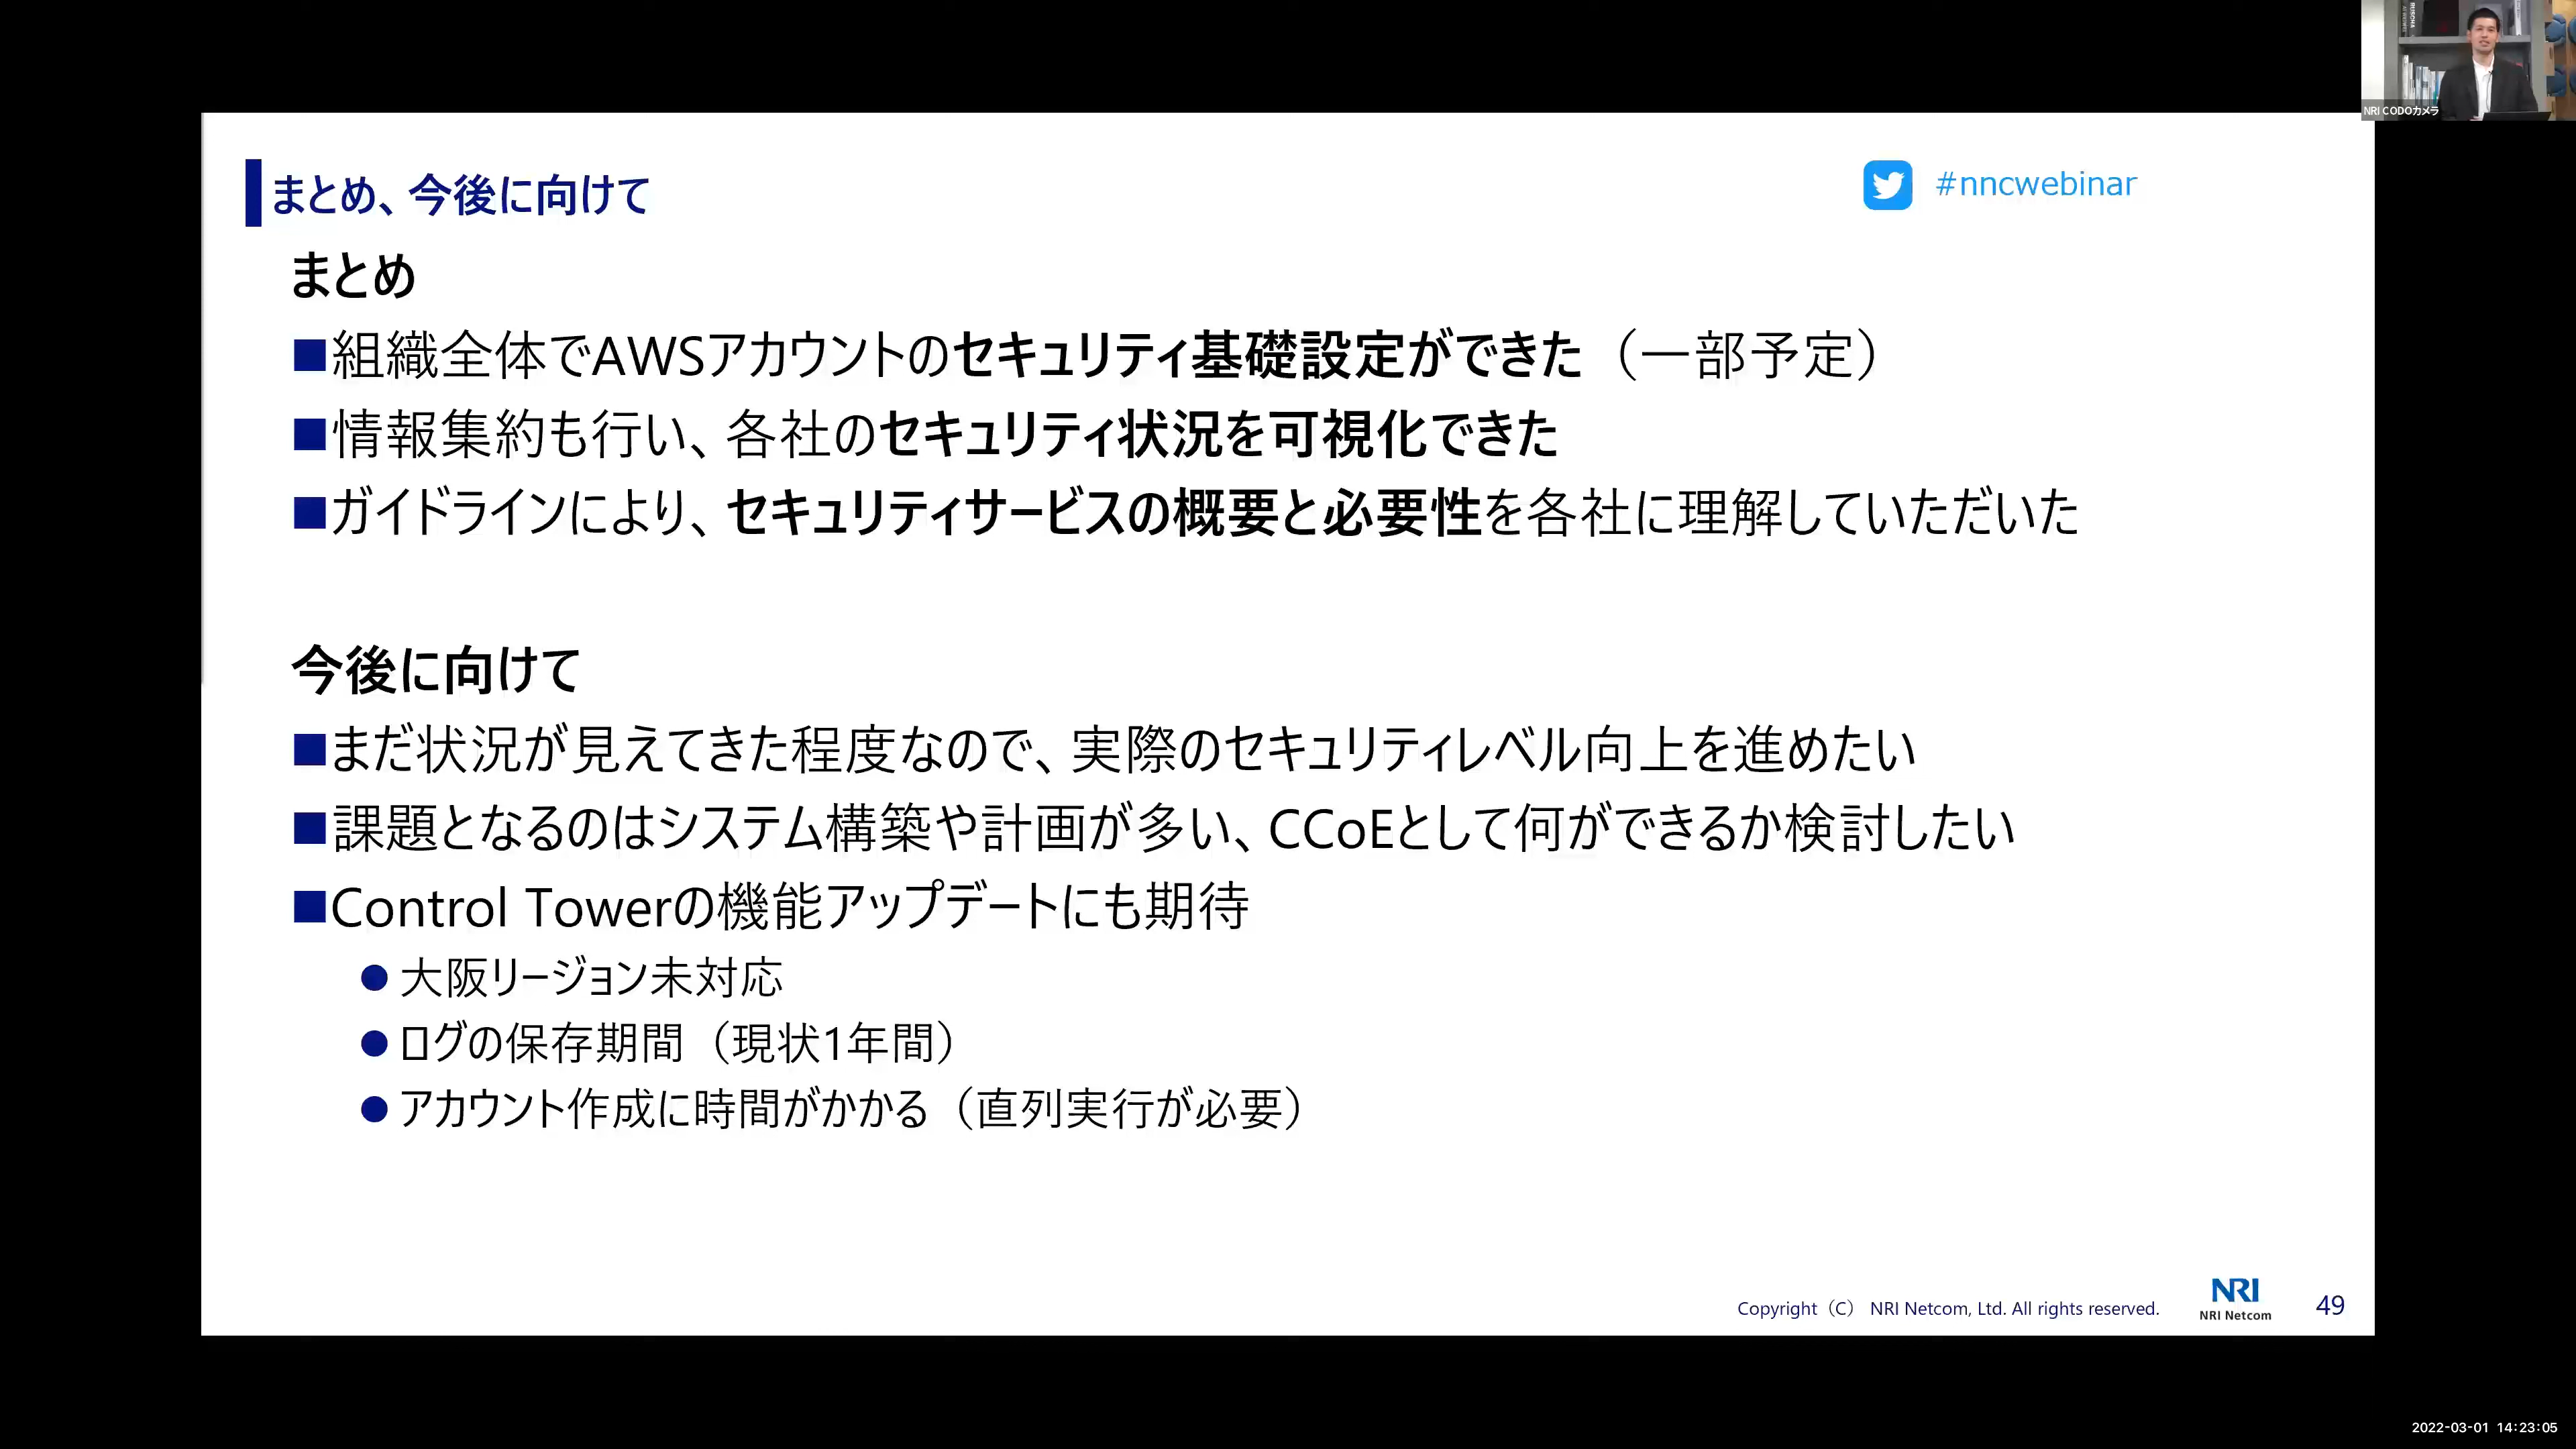 NRI CODOカメラ
まとめ、今後に向けて
#nncwebinar
まとめ
■組織全体でAWSアカウントのセキュリティ基礎設定ができた（一部予定）
■情報集約も行い、各社のセキュリティ状況を可視化できた
■ガイドラインにより、セキュリティサービスの概要と必要性を各社に理解していただいた
今後に向けて
■まだ状況が見えてきた程度なので、実際のセキュリティレベル向上を進めたい
■課題となるのはシステム構築や計画が多い、CCoEとして何ができるか検討したい
■Control Towerの機能アップデートにも期待
●大阪リージョン未対応
●ログの保存期間（現状1年間）
●アカウント作成に時間がかかる（直列実行が必要）
Copyright（C） NRI Netcom, Ltd. All rights reserved.
NRI
NRI Netcom
49
2022-03-01 14:23:05